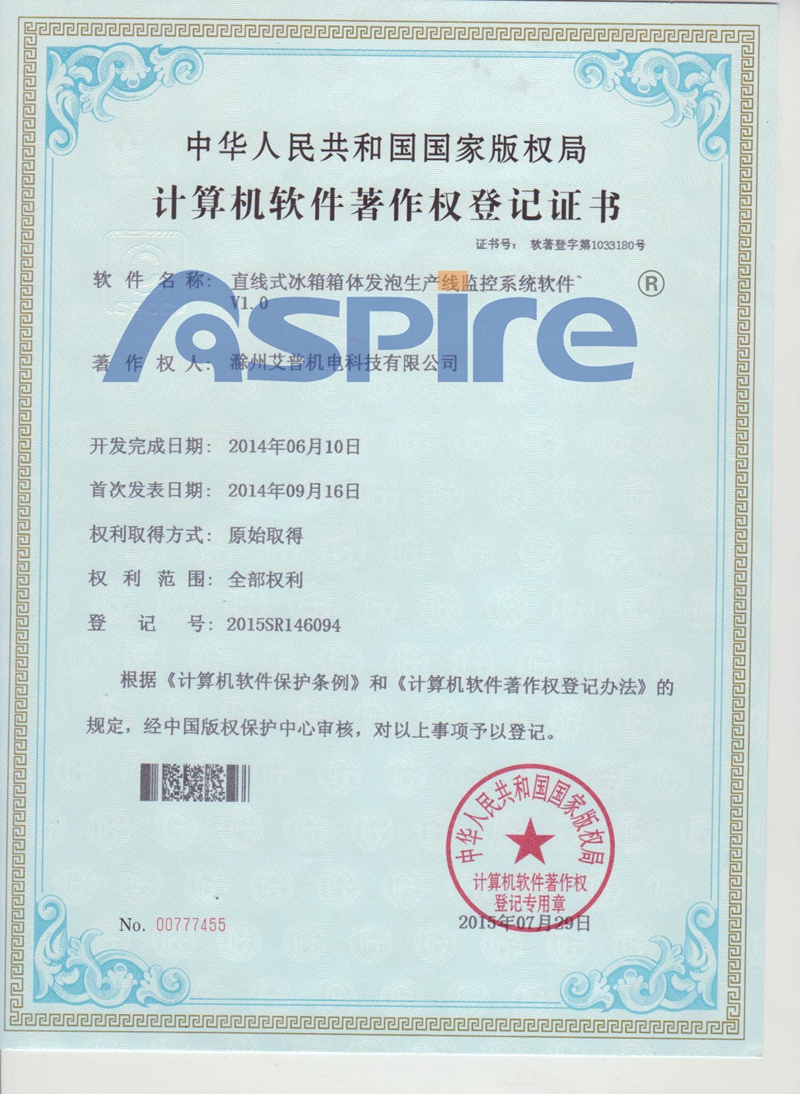 中华人民共和国国家版权局
计算机软件著作权登记证书
证书号： 软著登字第1033180号
软件名称： 直线式冰箱箱体发泡生产线监控系统软件
V1.0
Aspire ®
著作权人： 滁州艾普机电科技有限公司
开发完成日期： 2014年06月10日
首次发表日期： 2014年09月16日
权利取得方式： 原始取得
权利范围： 全部权利
登记号： 2015SR146094
根据《计算机软件保护条例》和《计算机软件著作权登记办法》的
规定，经中国版权保护中心审核，对以上事项予以登记。
中华人民共和国国家版权局
计算机软件著作权
登记专用章
No. 00777455
2015年07月29日